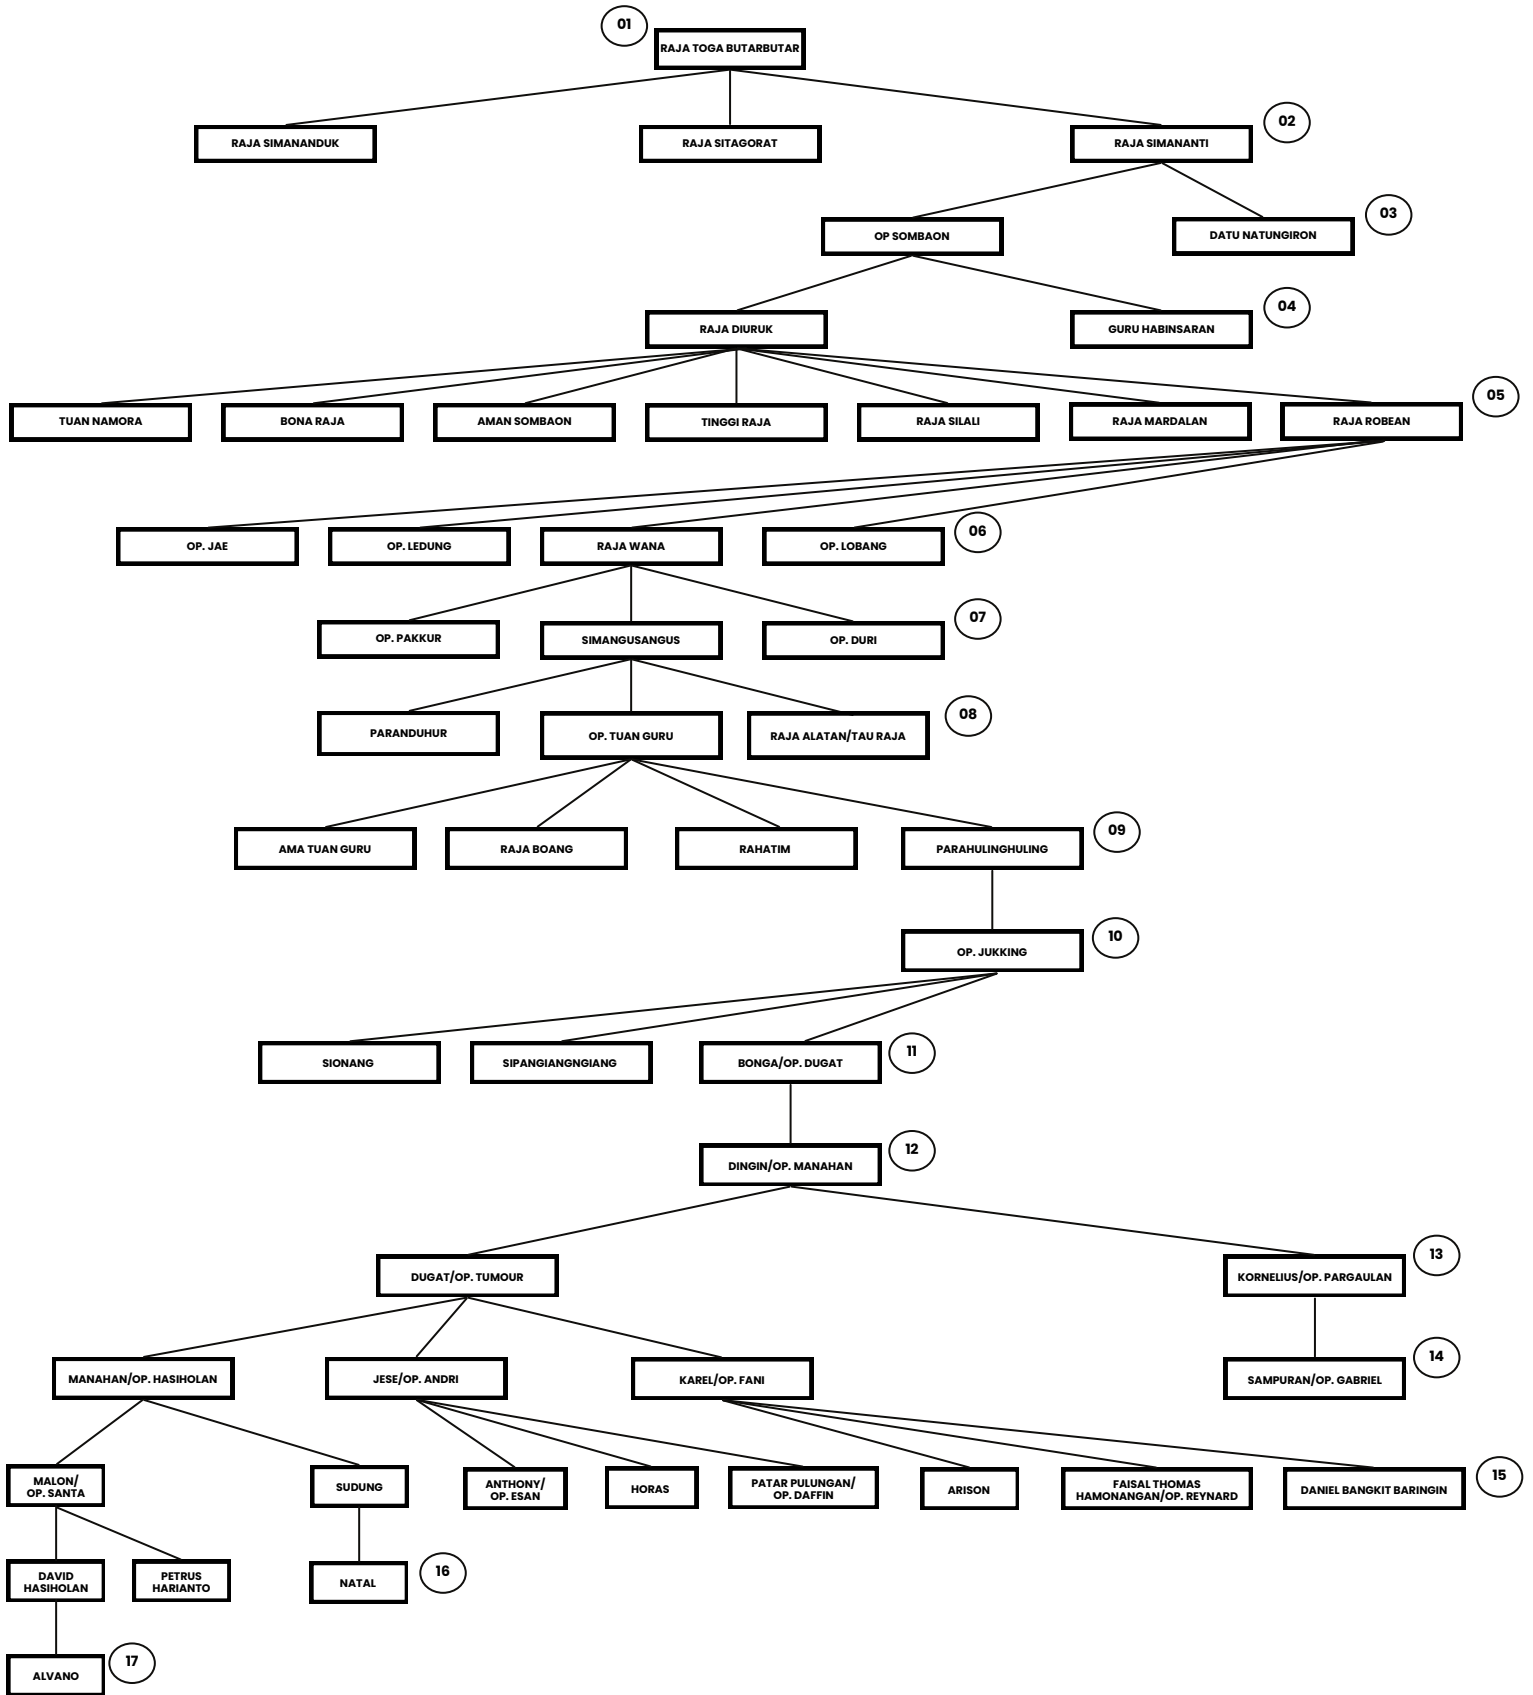 01
RAJA TOGA BUTARBUTAR
02
RAJA SIMANANDUK
RAJA SITAGORAT
RAJA SIMANANTI
03
OP SOMBAON
DATU NATUNGIRON
04
RAJA DIURUK
GURU HABINSARAN
05
TUAN NAMORA
BONA RAJA
AMAN SOMBAON
TINGGI RAJA
RAJA SILALI
RAJA MARDALAN
RAJA ROBEAN
06
OP. JAE
OP. LEDUNG
RAJA WANA
OP. LOBANG
07
OP. PAKKUR
SIMANGUSANGUS
OP. DURI
08
PARANDUHUR
OP. TUAN GURU
RAJA ALATAN/TAU RAJA
09
AMA TUAN GURU
RAJA BOANG
RAHATIM
PARAHULINGHULING
10
OP. JUKKING
11
SIONANG
SIPANGIANGNGIANG
BONGA/OP. DUGAT
12
DINGIN/OP. MANAHAN
13
DUGAT/OP. TUMOUR
KORNELIUS/OP. PARGAULAN
14
MANAHAN/OP. HASIHOLAN
JESE/OP. ANDRI
KAREL/OP. FANI
SAMPURAN/OP. GABRIEL
15
MALON/
OP. SANTA
SUDUNG
ANTHONY/
OP. ESAN
HORAS
PATAR PULUNGAN/
OP. DAFFIN
ARISON
FAISAL THOMAS
HAMONANGAN/OP. REYNARD
DANIEL BANGKIT BARINGIN
16
DAVID
HASIHOLAN
PETRUS
HARIANTO
NATAL
17
ALVANO